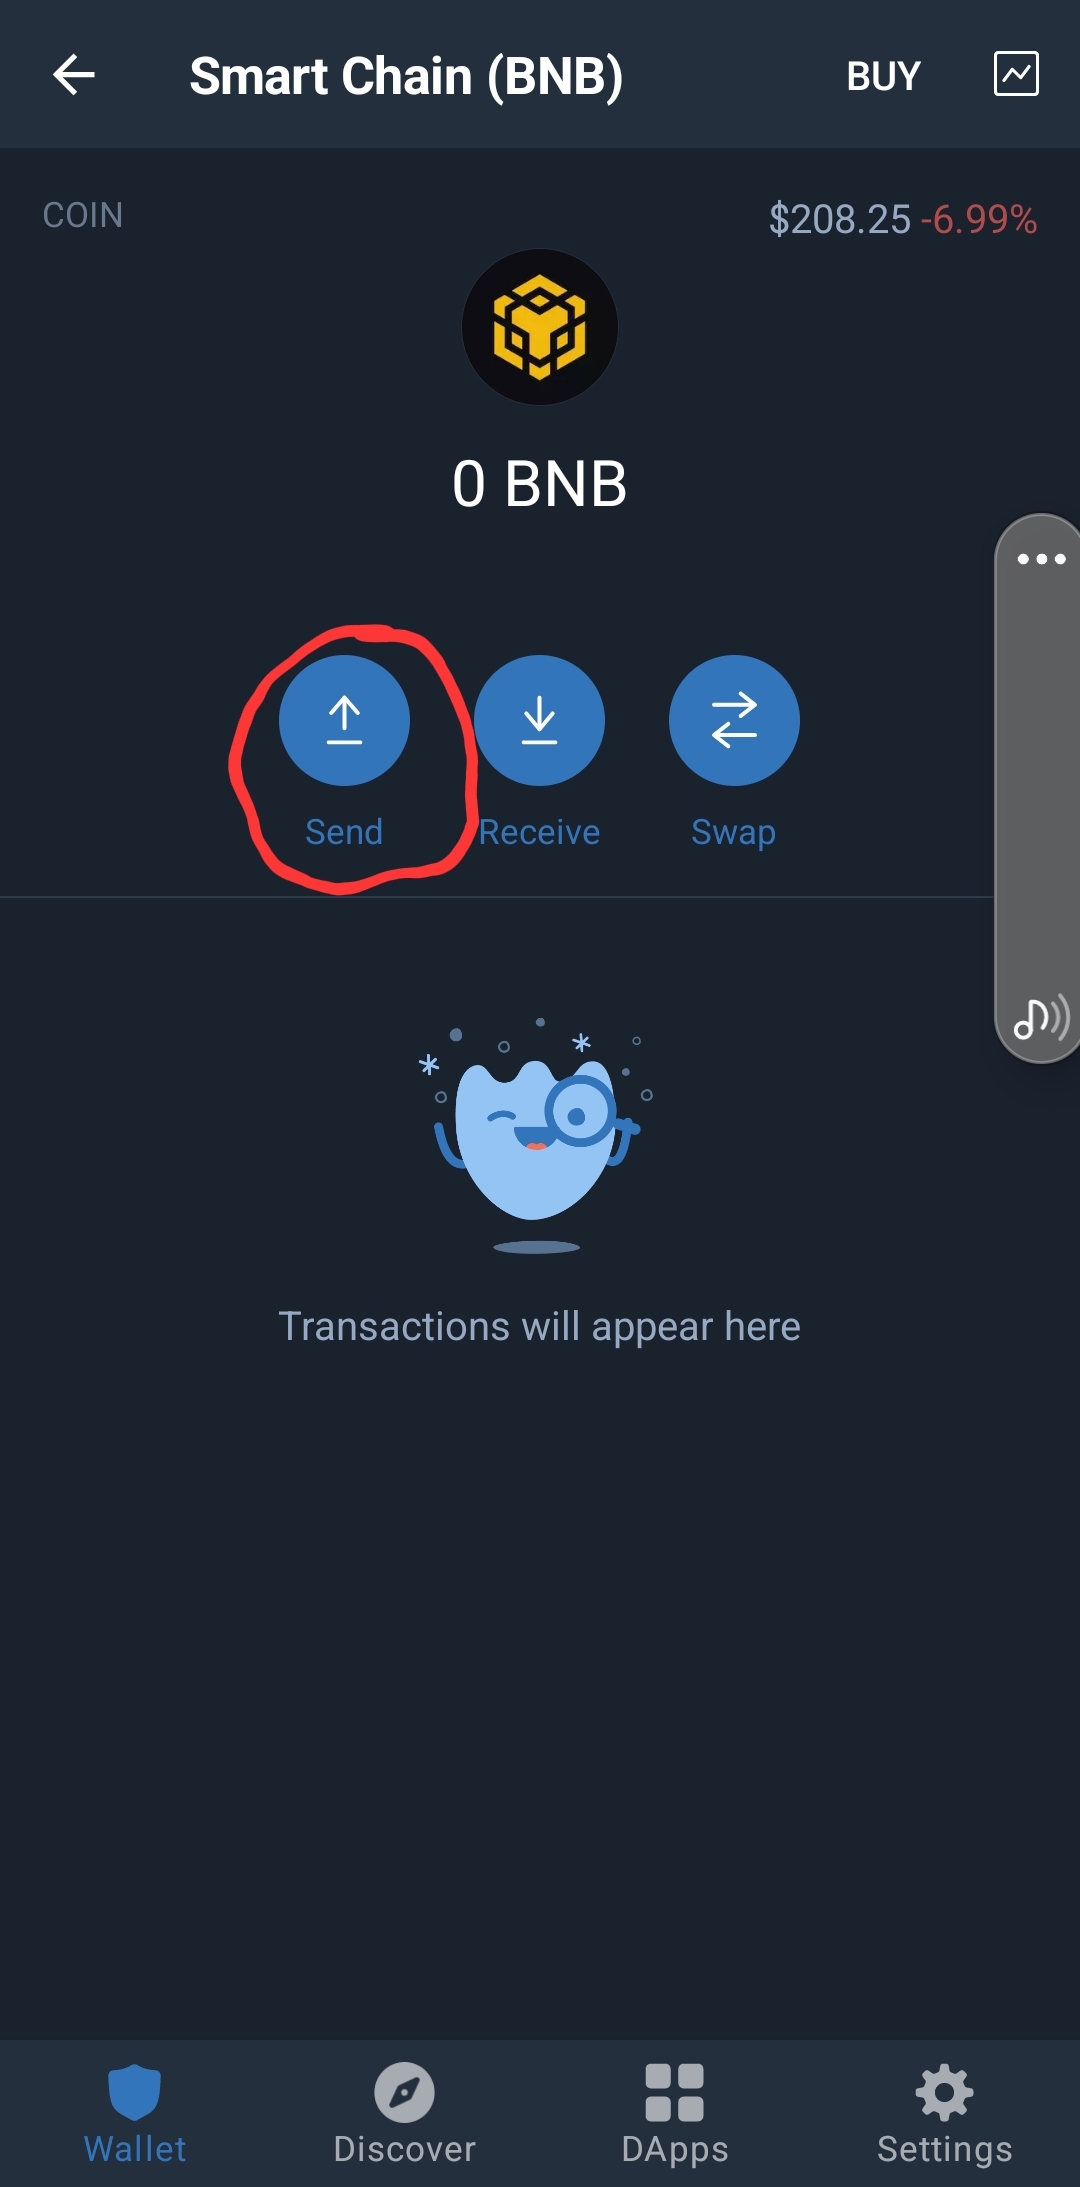 Smart Chain (BNB) BUY
COIN $208.25 -6.99%
0 BNB
Send Receive Swap
Transactions will appear here
Wallet Discover DApps Settings